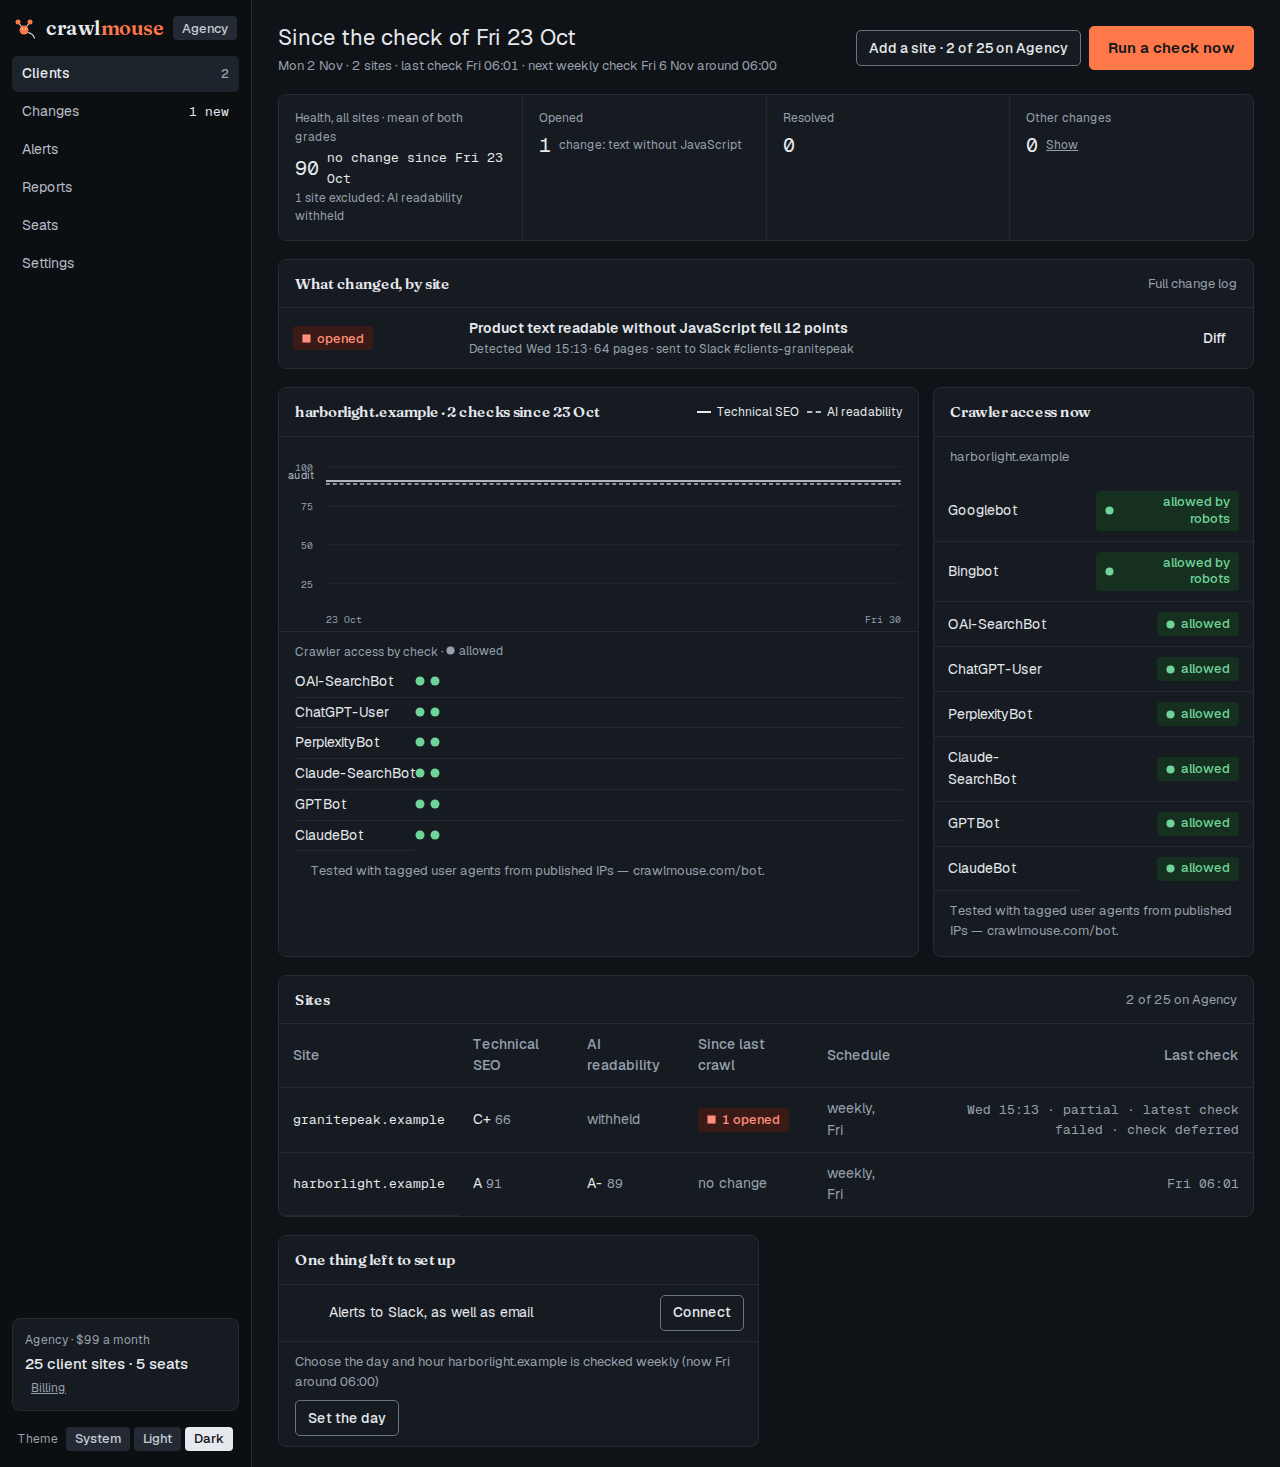 crawlmouse Agency
Clients 2
Changes 1 new
Alerts
Reports
Seats
Settings
Agency · $99 a month
25 client sites · 5 seats
Billing
Theme System Light Dark
Since the check of Fri 23 Oct
Mon 2 Nov · 2 sites · last check Fri 06:01 · next weekly check Fri 6 Nov around 06:00
Add a site · 2 of 25 on Agency
Run a check now
Health, all sites · mean of both
grades
90 no change since Fri 23
Oct
1 site excluded: AI readability
withheld
Opened
1 change: text without JavaScript
Resolved
0
Other changes
0 Show
What changed, by site
Full change log
opened
Product text readable without JavaScript fell 12 points
Detected Wed 15:13 · 64 pages · sent to Slack #clients-granitepeak
Diff
harborlight.example · 2 checks since 23 Oct
Technical SEO AI readability
100
audit
75
50
25
23 Oct Fri 30
Crawler access by check · allowed
OAI-SearchBot
ChatGPT-User
PerplexityBot
Claude-SearchBot
GPTBot
ClaudeBot
Tested with tagged user agents from published IPs — crawlmouse.com/bot.
Crawler access now
harborlight.example
Googlebot allowed by
robots
Bingbot allowed by
robots
OAI-SearchBot allowed
ChatGPT-User allowed
PerplexityBot allowed
Claude-
SearchBot allowed
GPTBot allowed
ClaudeBot allowed
Tested with tagged user agents from published
IPs — crawlmouse.com/bot.
Sites
2 of 25 on Agency
Site Technical
SEO AI
readability Since last
crawl Schedule Last check
granitepeak.example C+ 66 withheld 1 opened weekly,
Fri Wed 15:13 · partial · latest check
failed · check deferred
harborlight.example A 91 A- 89 no change weekly,
Fri Fri 06:01
One thing left to set up
Alerts to Slack, as well as email Connect
Choose the day and hour harborlight.example is checked weekly (now Fri
around 06:00)
Set the day